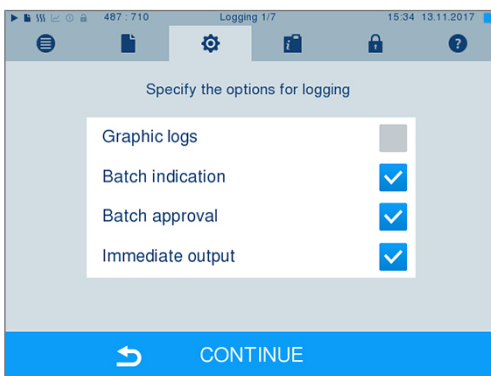 487 : 710 Logging 1/7 15:34 13.11.2017
Specify the options for logging
Graphic logs
Batch indication
Batch approval
Immediate output
CONTINUE